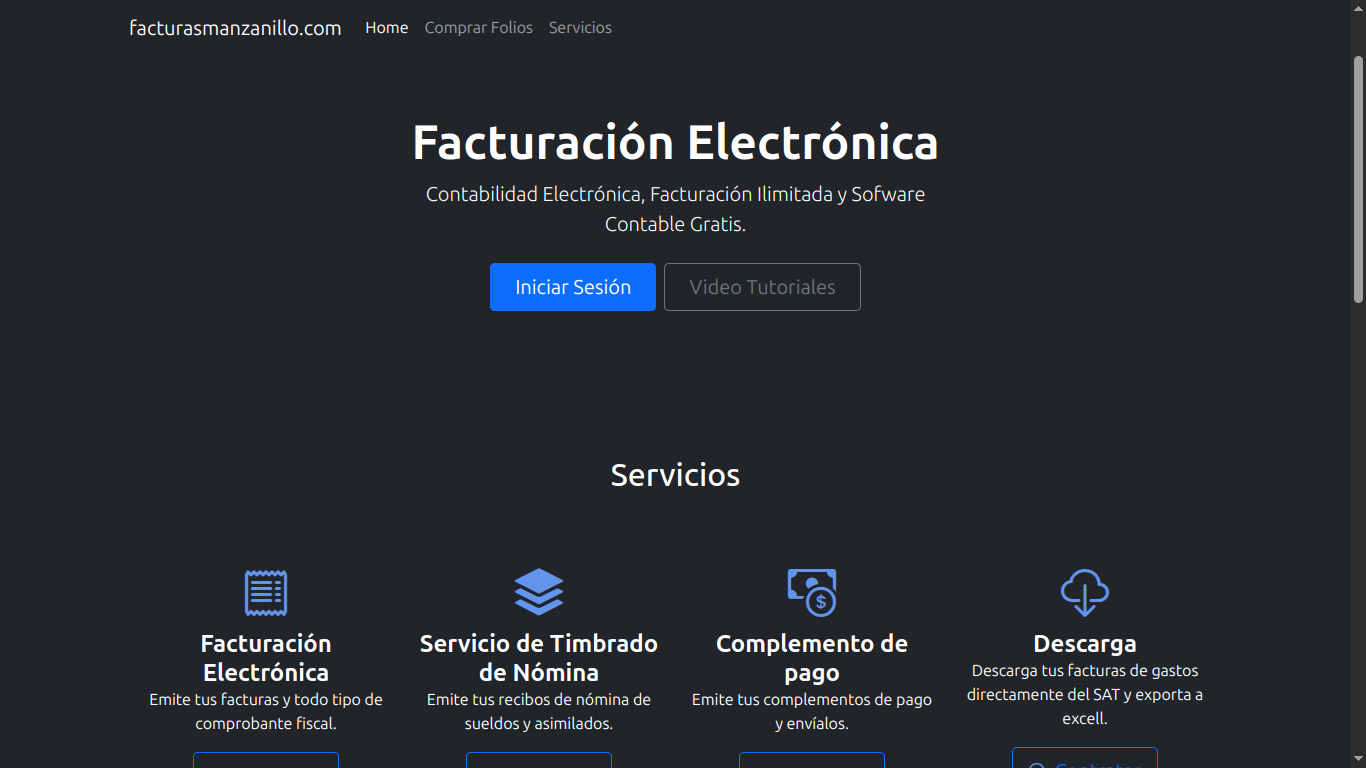 facturasmanzanillo.com Home Comprar Folios Servicios
Facturación Electrónica
Contabilidad Electrónica, Facturación Ilimitada y Sofware
Contable Gratis.
Iniciar Sesión Video Tutoriales
Servicios
Facturación
Electrónica
Emite tus facturas y todo tipo de
comprobante fiscal.
Servicio de Timbrado
de Nómina
Emite tus recibos de nómina de
sueldos y asimilados.
Complemento de
pago
Emite tus complementos de pago
y envíalos.
Descarga
Descarga tus facturas de gastos
directamente del SAT y exporta a
excell.